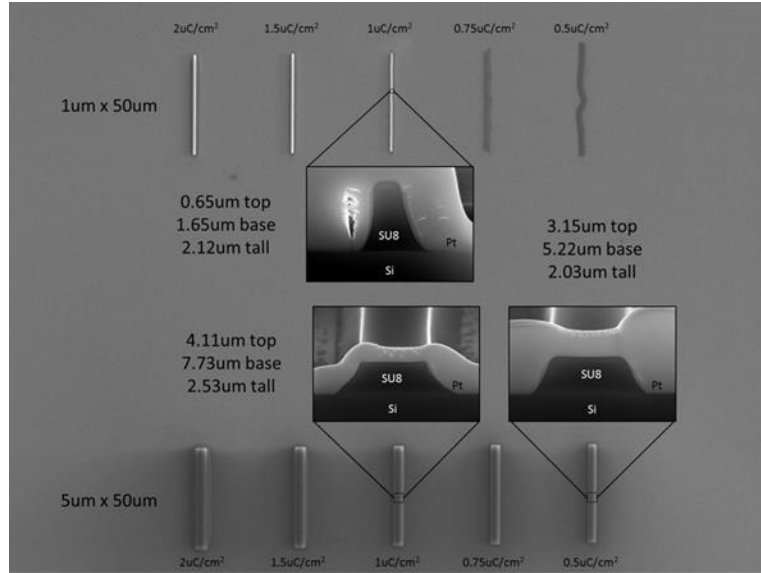 2uC/cm² 1.5uC/cm² 1uC/cm² 0.75uC/cm² 0.5uC/cm²
1um x 50um
0.65um top
1.65um base
2.12um tall
SU8
Pt
Si
3.15um top
5.22um base
2.03um tall
4.11um top
7.73um base
2.53um tall
SU8
Pt
Si
SU8
Pt
Si
5um x 50um
2uC/cm² 1.5uC/cm² 1uC/cm² 0.75uC/cm² 0.5uC/cm²